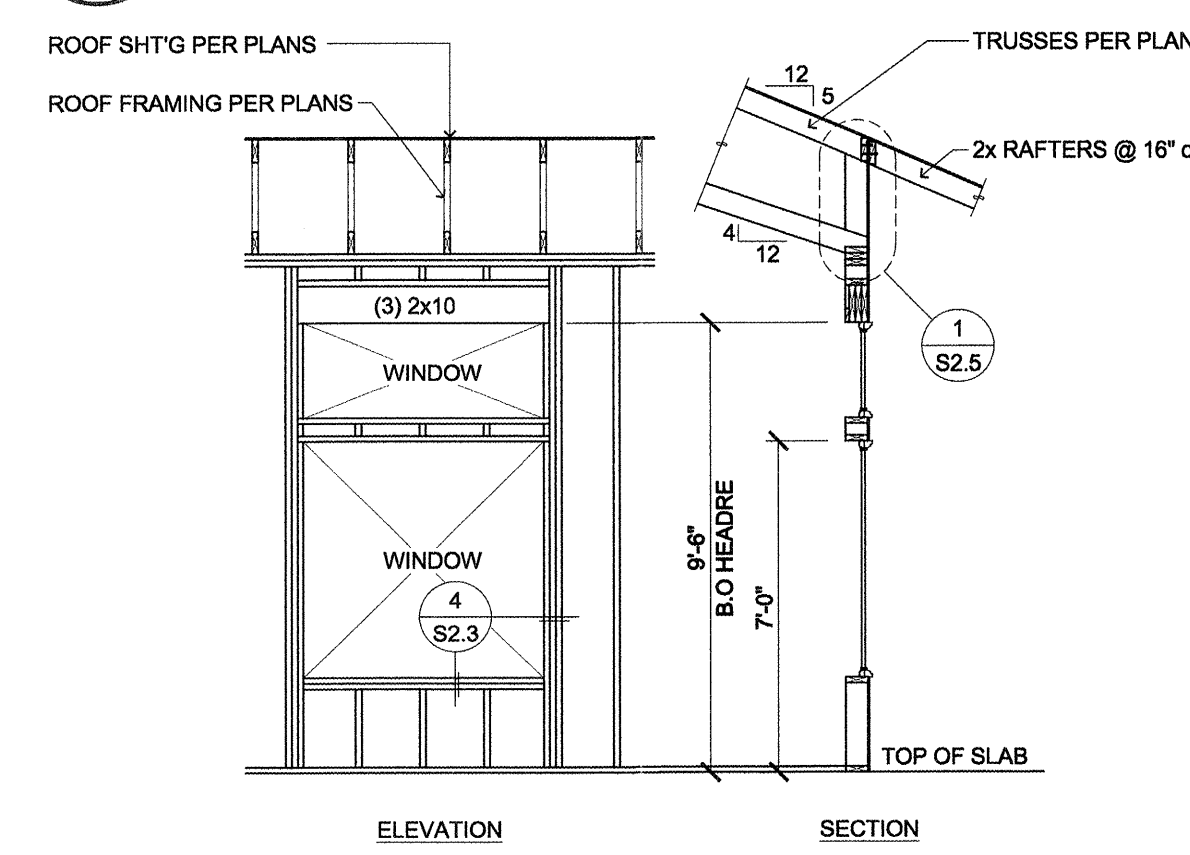 ROOF SHT'G PER PLANS
ROOF FRAMING PER PLANS
TRUSSES PER PLAN
12
5
2x RAFTERS @ 16"
4
12
(3) 2x10
WINDOW
1
S2.5
WINDOW
4
S2.3
9'-6"
B.O HEADRE
7'-0"
TOP OF SLAB
ELEVATION
SECTION